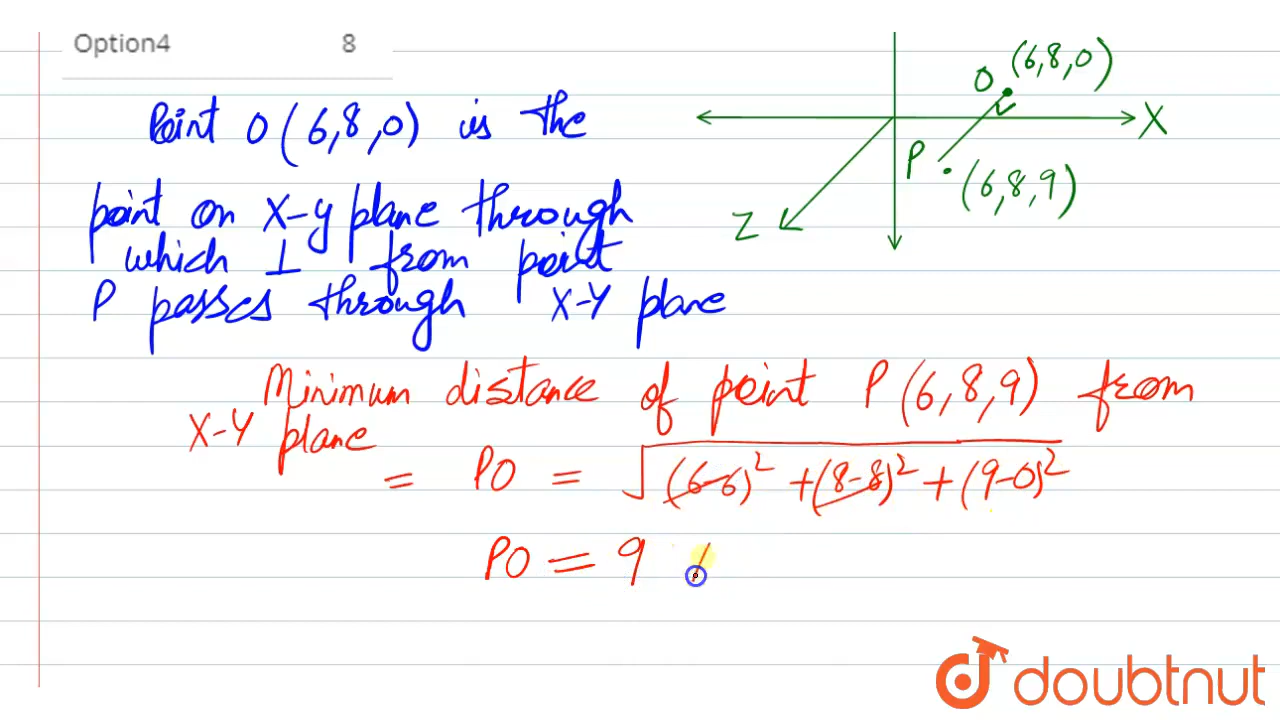 Option4 8
Point O(6,8,0) is the
point on X-y plane through
which ⊥ from point
P passes through X-Y plane
O (6,8,0)
X
P (6,8,9)
Z
Minimum distance of point P(6,8,9) from
X-Y plane
= PO = √((6-6)² + (8-8)² + (9-0)²)
PO = 9
doubtnut